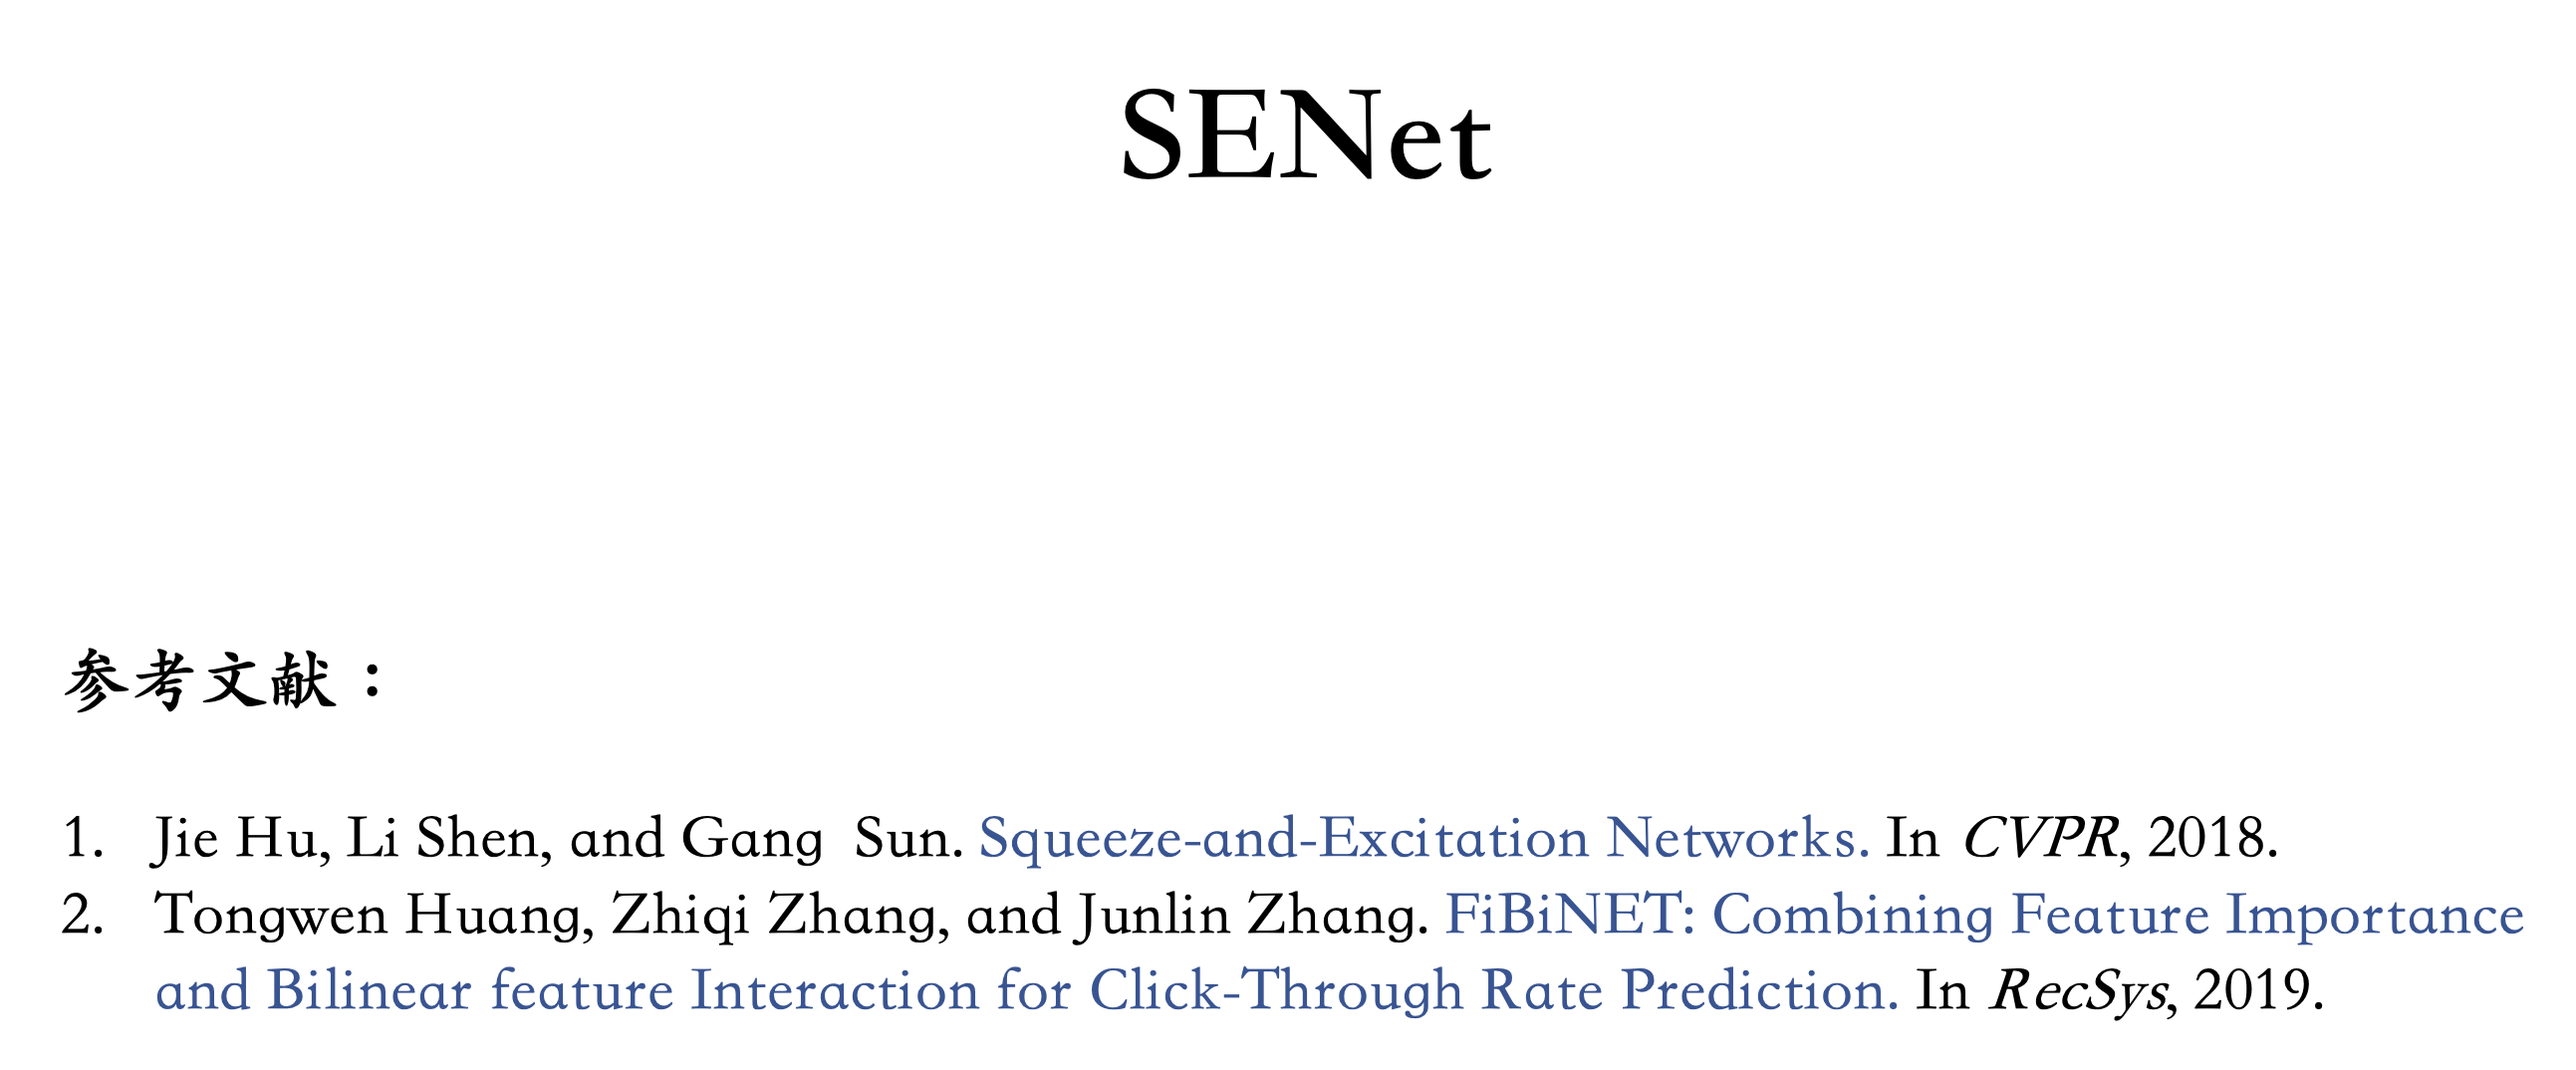 SENet
参考文献：
1. Jie Hu, Li Shen, and Gang Sun. Squeeze-and-Excitation Networks. In CVPR, 2018.
2. Tongwen Huang, Zhiqi Zhang, and Junlin Zhang. FiBiNET: Combining Feature Importance
and Bilinear feature Interaction for Click-Through Rate Prediction. In RecSys, 2019.